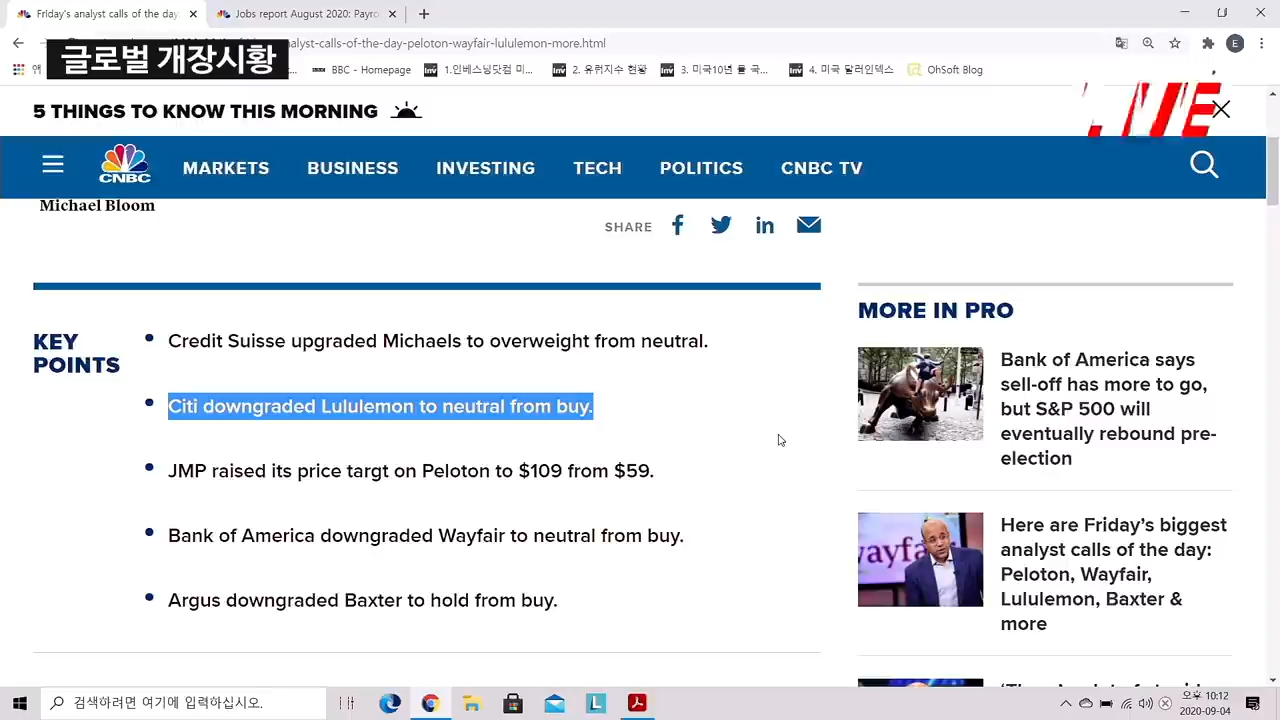 Friday's analyst calls of the day
Jobs report August 2020: Payro
글로벌 개장시황
alyst-calls-of-the-day-peloton-wayfair-lululemon-more.html
E
BBC - Homepage
1.인베스닝닷컴 미...
2. 유위지수 현황
3. 미국10년 물 국...
4. 미국 달러인덱스
OhSoft Blog
LIVE
5 THINGS TO KNOW THIS MORNING
CNBC
MARKETS
BUSINESS
INVESTING
TECH
POLITICS
CNBC TV
Michael Bloom
SHARE
KEY
POINTS
Credit Suisse upgraded Michaels to overweight from neutral.
Citi downgraded Lululemon to neutral from buy.
JMP raised its price targt on Peloton to $109 from $59.
Bank of America downgraded Wayfair to neutral from buy.
Argus downgraded Baxter to hold from buy.
MORE IN PRO
Bank of America says
sell-off has more to go,
but S&P 500 will
eventually rebound pre-
election
wayfa
Here are Friday's biggest
analyst calls of the day:
Peloton, Wayfair,
Lululemon, Baxter &
more
검색하려면 여기에 입력하십시오.
오후 10:12
2020-09-04